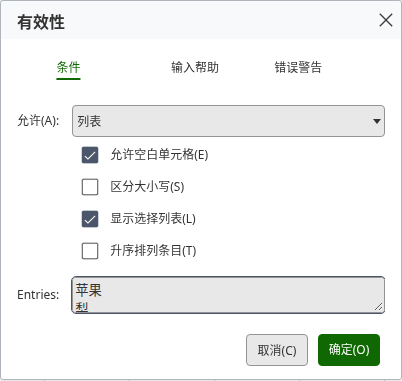 有效性
条件
输入帮助
错误警告
允许(A):
列表
允许空白单元格(E)
区分大小写(S)
显示选择列表(L)
升序排列条目(T)
Entries:
苹果
取消(C)
确定(O)